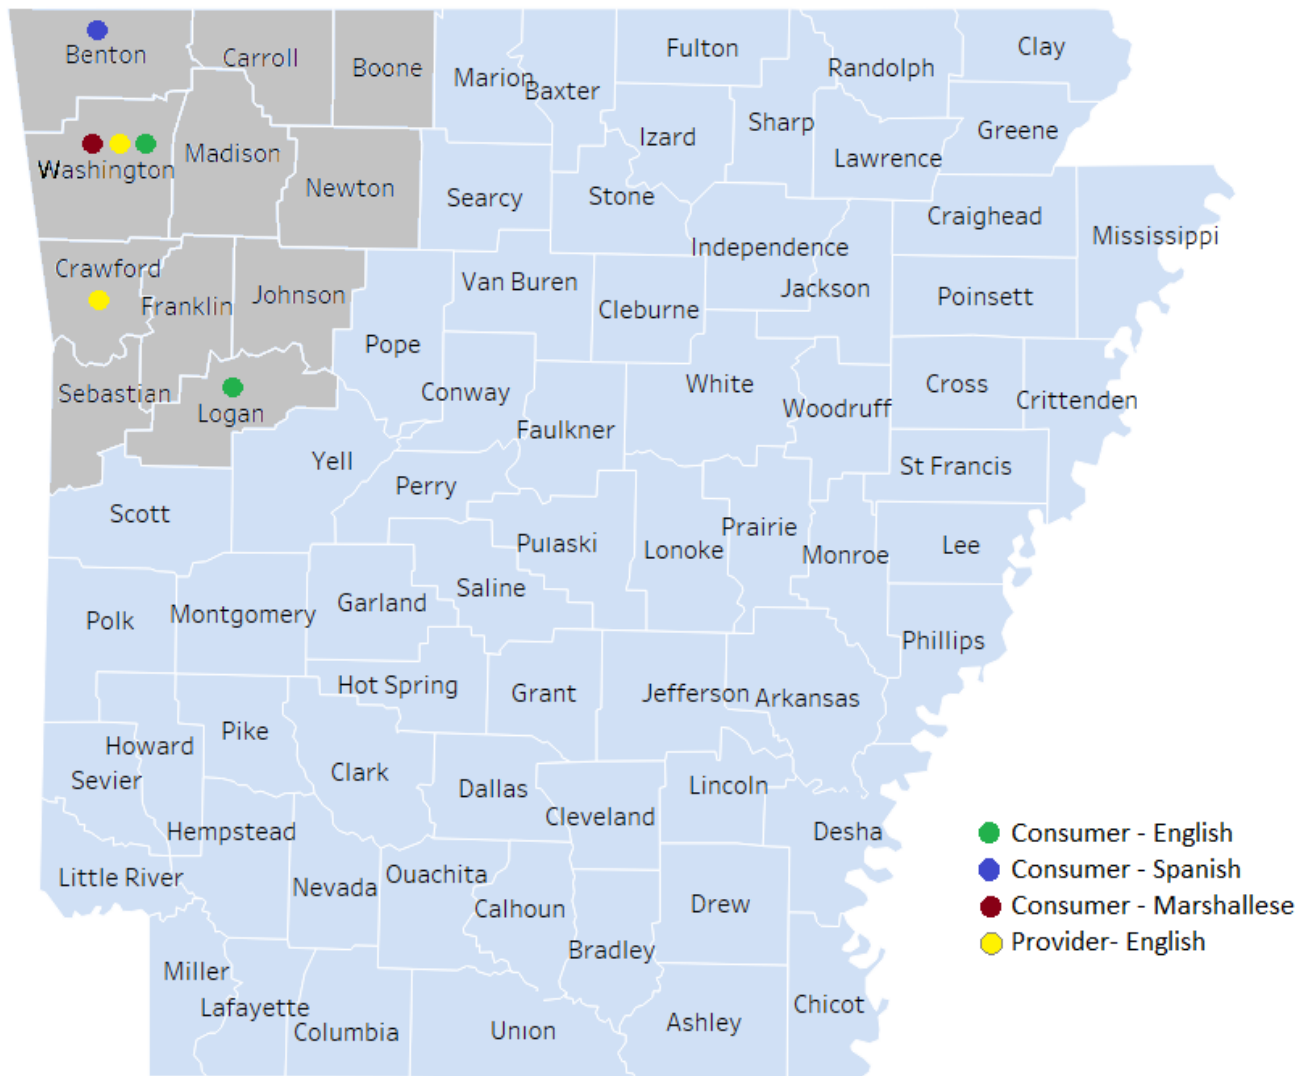 Benton
Carroll
Boone
Marion
Baxter
Fulton
Randolph
Clay
Washington
Madison
Newton
Searcy
Stone
Izard
Sharp
Lawrence
Greene
Craighead
Mississippi
Crawford
Franklin
Johnson
Pope
Van Buren
Cleburne
Independence
Jackson
Poinsett
Sebastian
Logan
Conway
Faulkner
White
Woodruff
Cross
Crittenden
Yell
Perry
St Francis
Scott
Pulaski
Lonoke
Prairie
Monroe
Lee
Polk
Montgomery
Garland
Saline
Phillips
Hot Spring
Grant
Jefferson
Arkansas
Howard
Pike
Sevier
Clark
Dallas
Cleveland
Lincoln
Desha
Hempstead
Little River
Nevada
Ouachita
Calhoun
Bradley
Drew
Miller
Lafayette
Columbia
Union
Ashley
Chicot
Consumer - English
Consumer - Spanish
Consumer - Marshallese
Provider- English